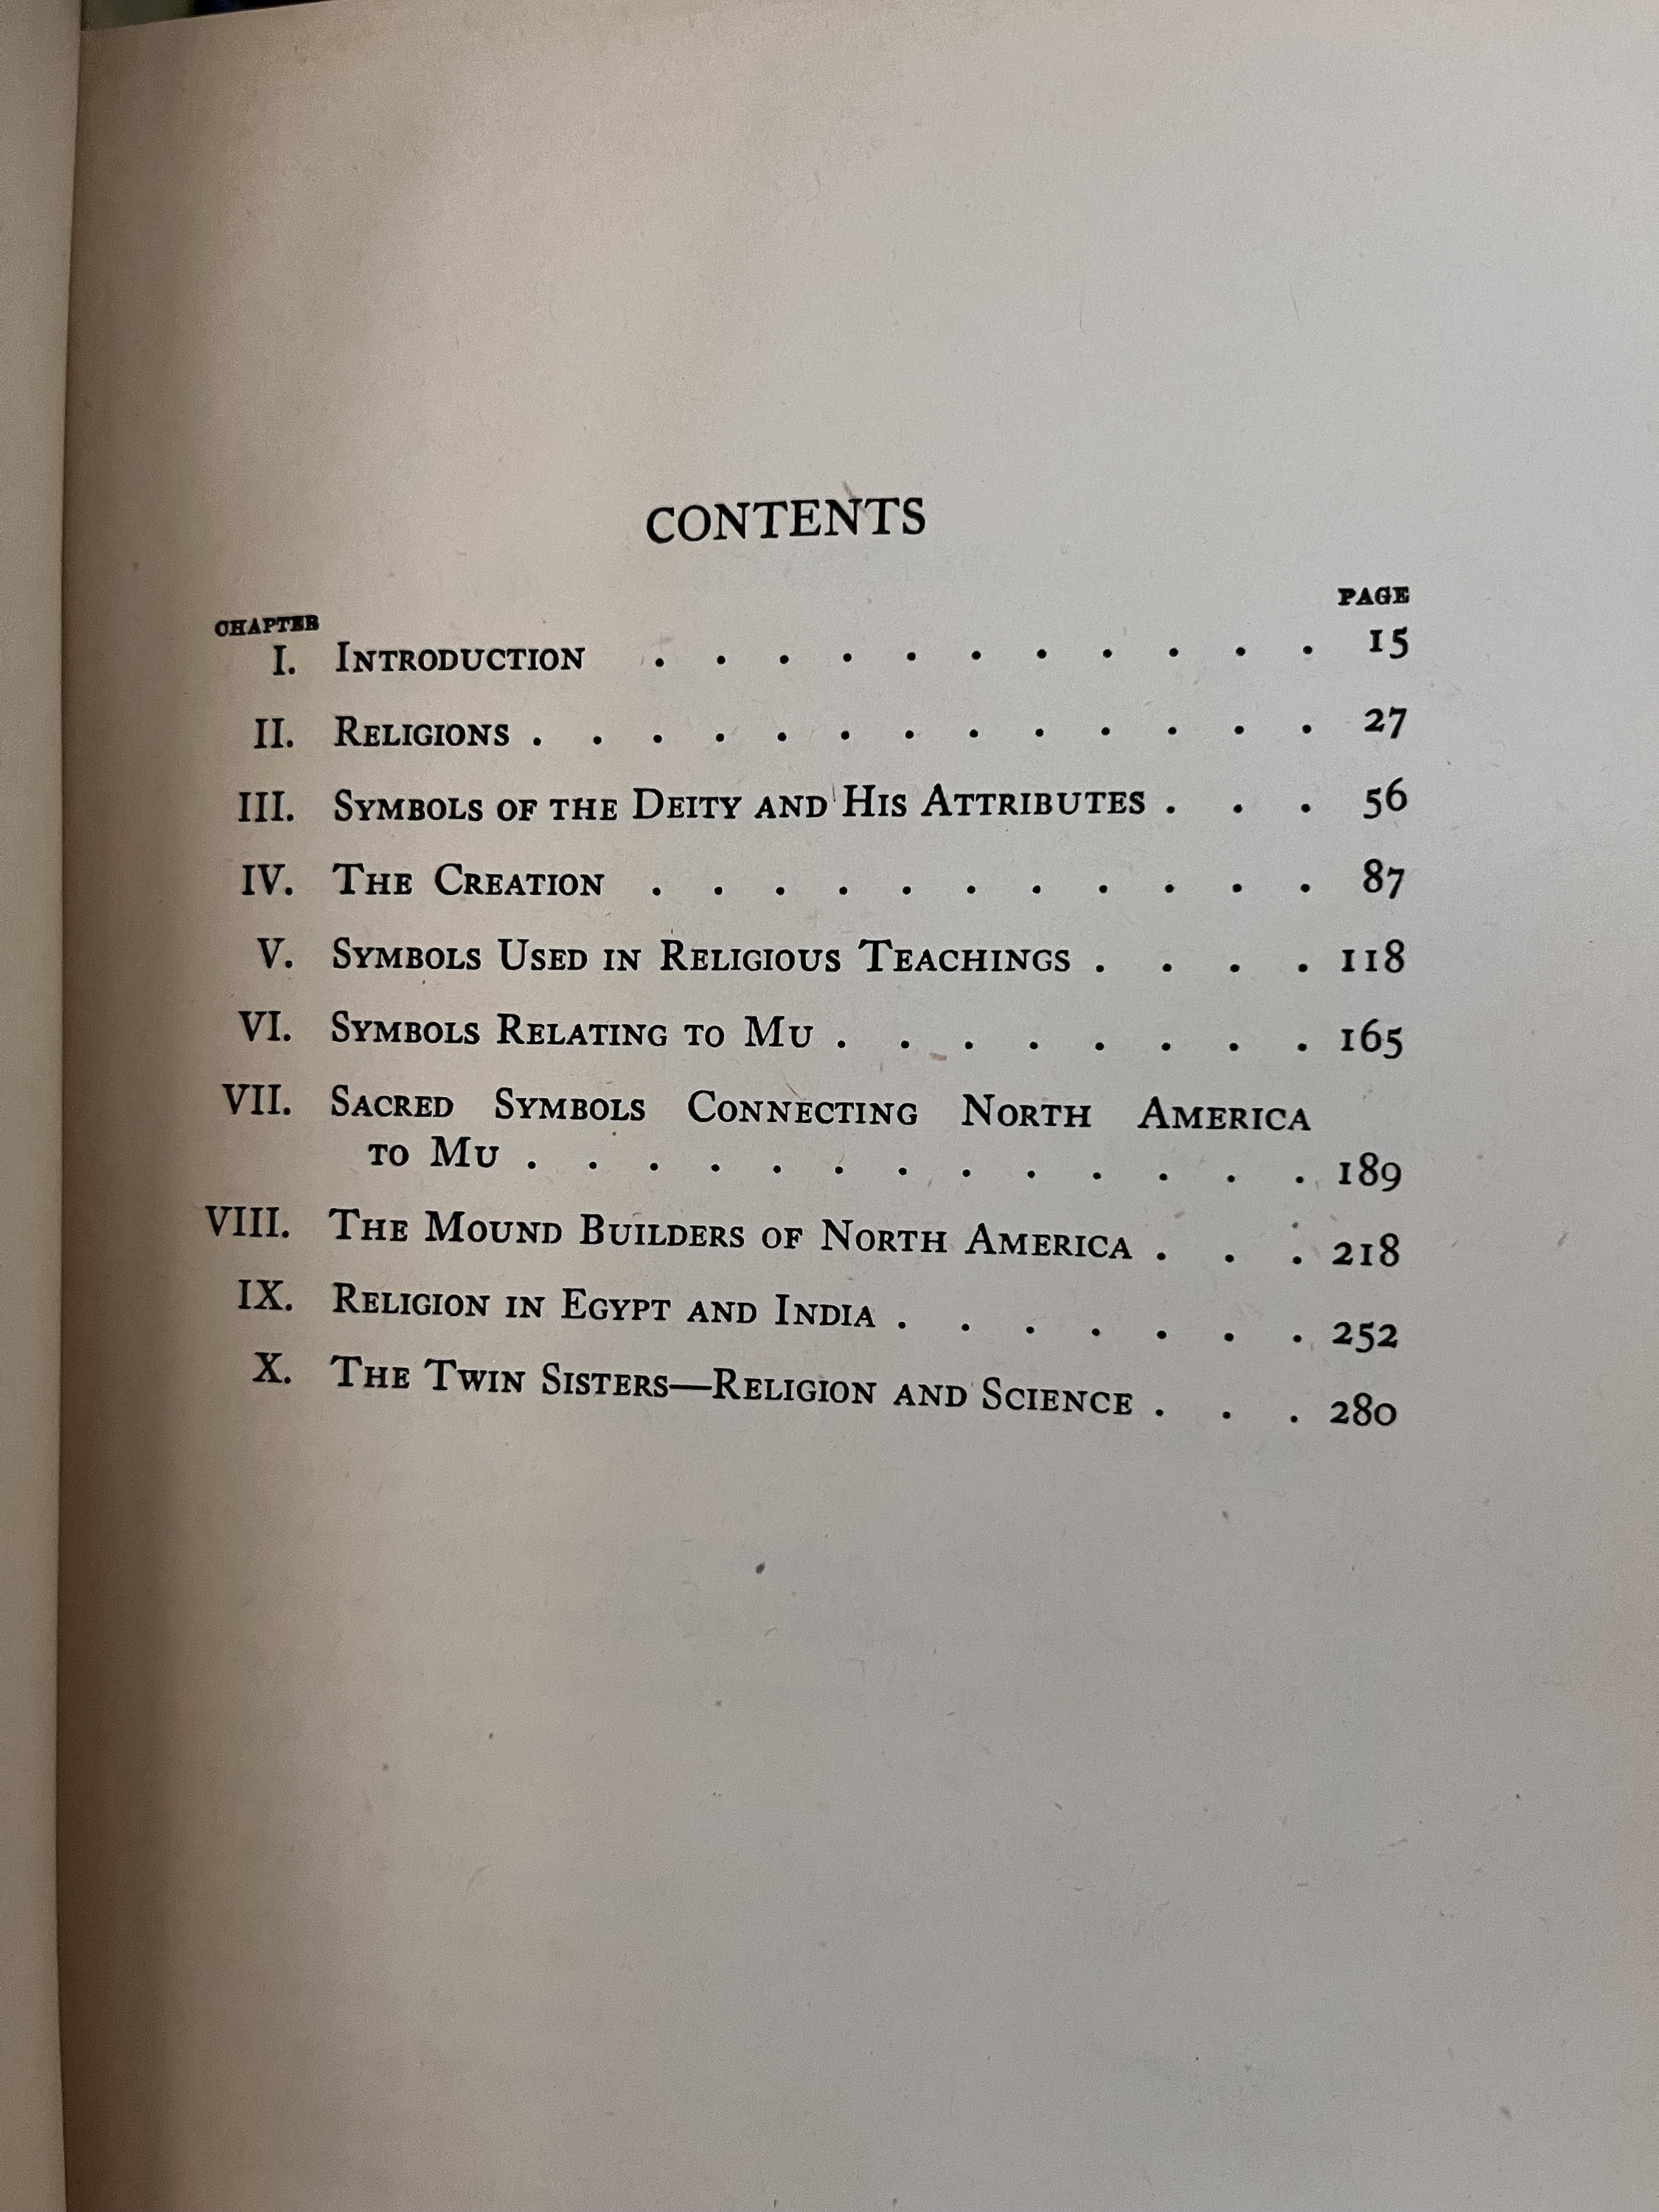 CONTENTS
CHAPTER PAGE
I. INTRODUCTION . . . . . . . . . . . 15
II. RELIGIONS . . . . . . . . . . . . . 27
III. SYMBOLS OF THE DEITY AND HIS ATTRIBUTES . . . 56
IV. THE CREATION . . . . . . . . . . . 87
V. SYMBOLS USED IN RELIGIOUS TEACHINGS . . . . 118
VI. SYMBOLS RELATING TO MU . . . . . . . . 165
VII. SACRED SYMBOLS CONNECTING NORTH AMERICA
TO MU . . . . . . . . . . . . . 189
VIII. THE MOUND BUILDERS OF NORTH AMERICA . . . 218
IX. RELIGION IN EGYPT AND INDIA . . . . . . . 252
X. THE TWIN SISTERS—RELIGION AND SCIENCE . . . 280